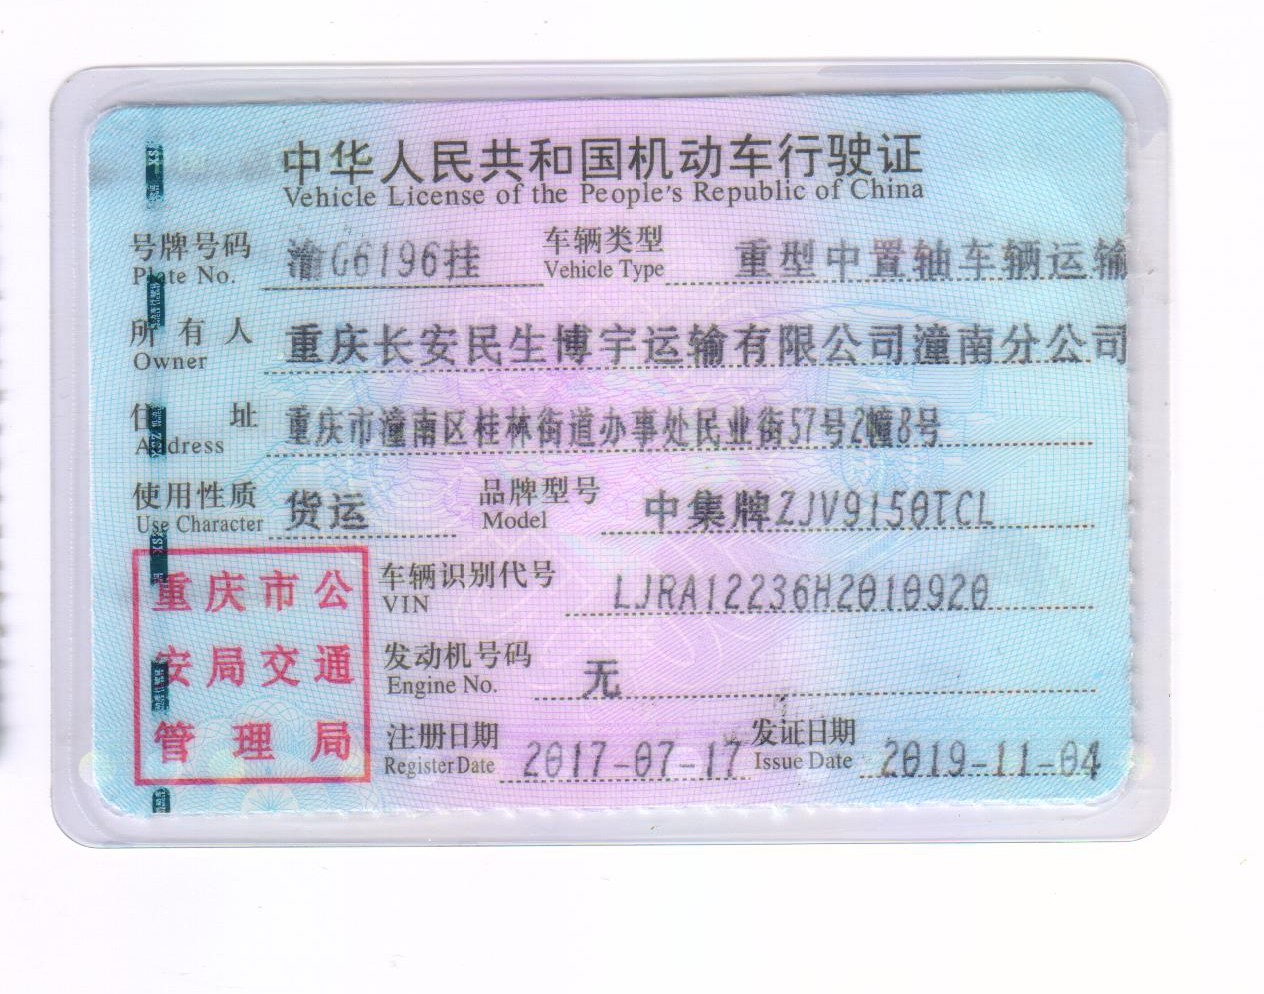 中华人民共和国机动车行驶证
Vehicle License of the People's Republic of China
号牌号码 渝G6196挂 车辆类型 重型中置轴车辆运输
Plate No. Vehicle Type
所有人 重庆长安民生博宇运输有限公司潼南分公司
Owner
住址 重庆市潼南区桂林街道办事处民业街57号2幢8号
Address
使用性质 货运 品牌型号 中集牌ZJV9150TCL
Use Character Model
车辆识别代号 LJRA12236H2010920
VIN
发动机号码 无
Engine No.
注册日期 2017-07-17 发证日期 2019-11-04
Register Date Issue Date
重庆市公
安局交通
管理局